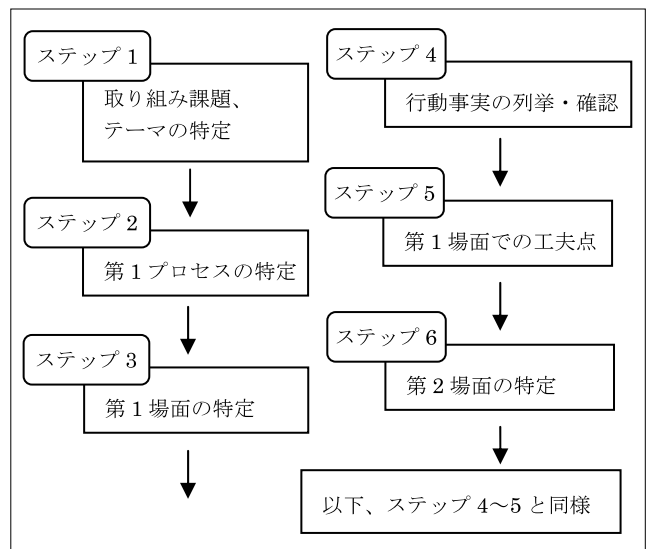 ステップ 1
取り組み課題、
テーマの特定
ステップ 2
第 1 プロセスの特定
ステップ 3
第 1 場面の特定
ステップ 4
行動事実の列挙・確認
ステップ 5
第 1 場面での工夫点
ステップ 6
第 2 場面の特定
以下、ステップ 4～5 と同様